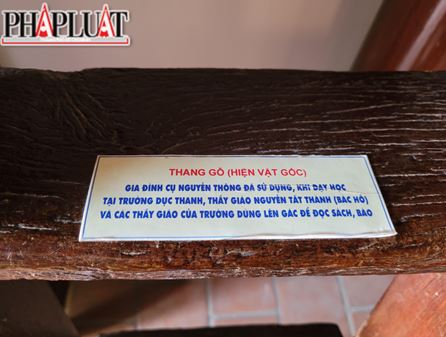 PHÁP LUẬT
THANG GỖ (HIỆN VẬT GỐC)
GIA ĐÌNH CỤ NGUYỄN THÔNG ĐÃ SỬ DỤNG, KHI DẠY HỌC
TẠI TRƯỜNG DỤC THANH, THẦY GIÁO NGUYỄN TẤT THÀNH (BÁC HỒ)
VÀ CÁC THẦY GIÁO CỦA TRƯỜNG DÙNG LÊN GÁC ĐỂ ĐỌC SÁCH, BÁO